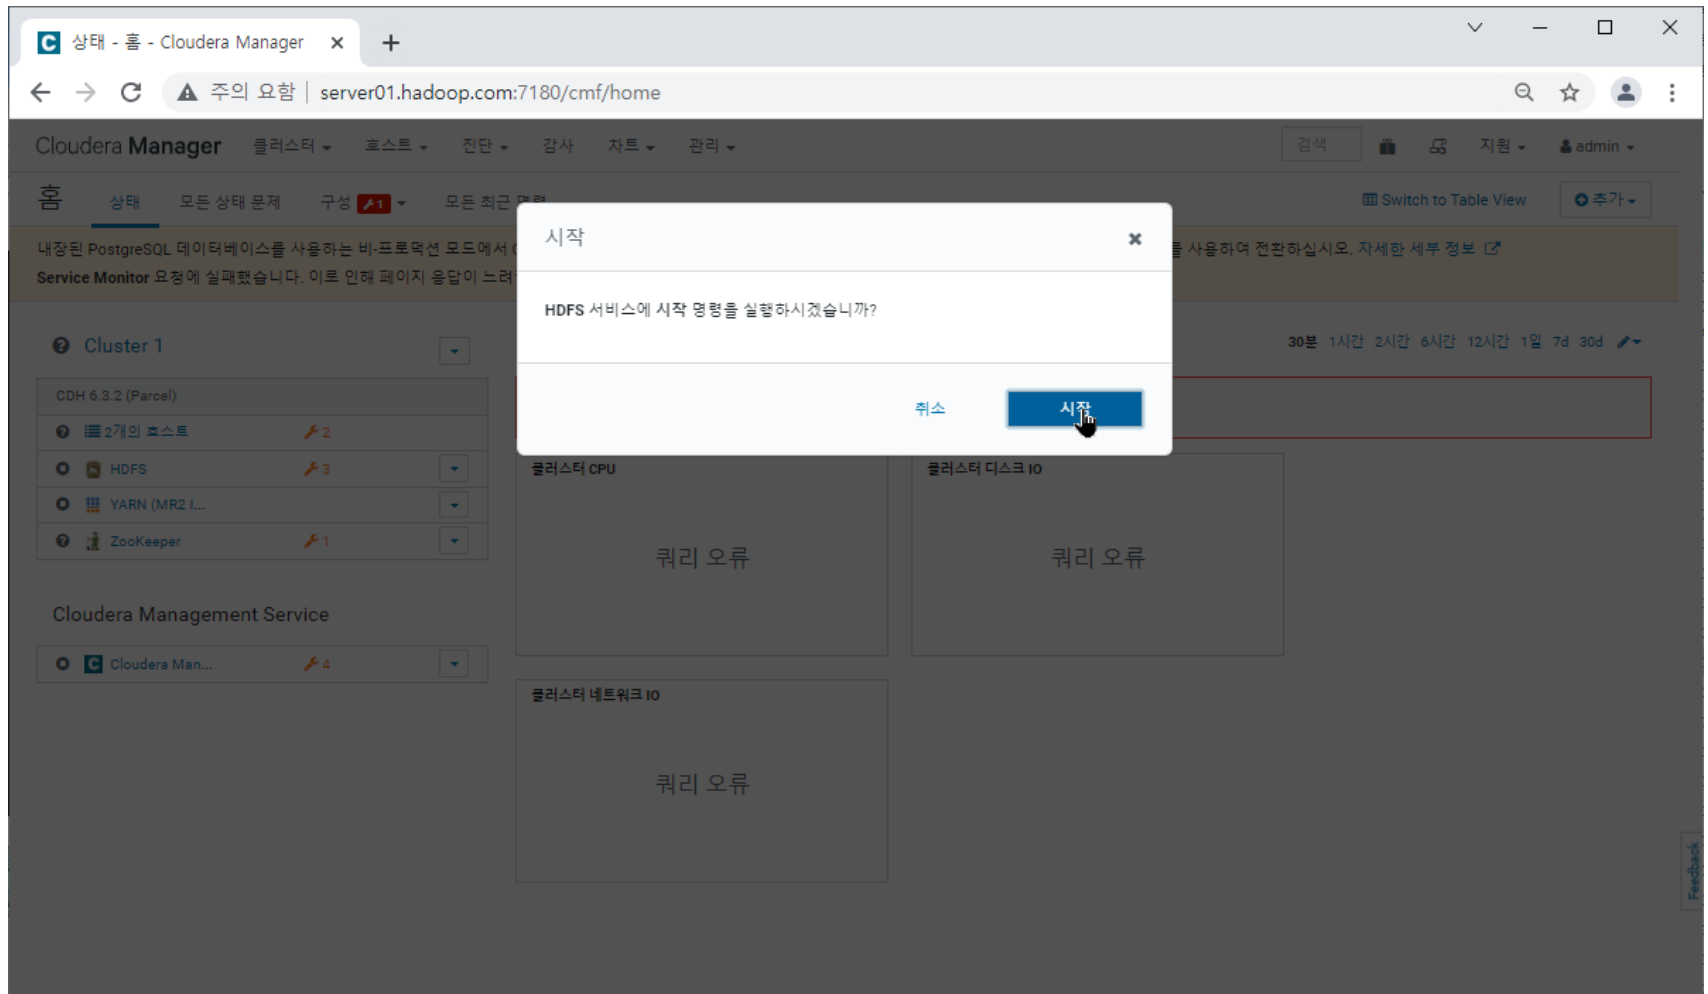 상태 - 홈 - Cloudera Manager
주의 요함 | server01.hadoop.com:7180/cmf/home
Cloudera Manager 클러스터 호스트 진단 감사 차트 관리 검색 지원 admin
홈 상태 모든 상태 문제 구성 1 모든 최근 명령 Switch to Table View 추가
내장된 PostgreSQL 데이터베이스를 사용하는 비-프로덕션 모드에서 를 사용하여 전환하십시오. 자세한 세부 정보
Service Monitor 요청에 실패했습니다. 이로 인해 페이지 응답이 느려
시작
HDFS 서비스에 시작 명령을 실행하시겠습니까?
취소 시작
Cluster 1
30분 1시간 2시간 6시간 12시간 1일 7d 30d
CDH 6.3.2 (Parcel)
2개의 호스트 2
HDFS 3
YARN (MR2 I...
ZooKeeper 1
Cloudera Management Service
Cloudera Man... 4
클러스터 CPU
쿼리 오류
클러스터 디스크 IO
쿼리 오류
클러스터 네트워크 IO
쿼리 오류
Feedback